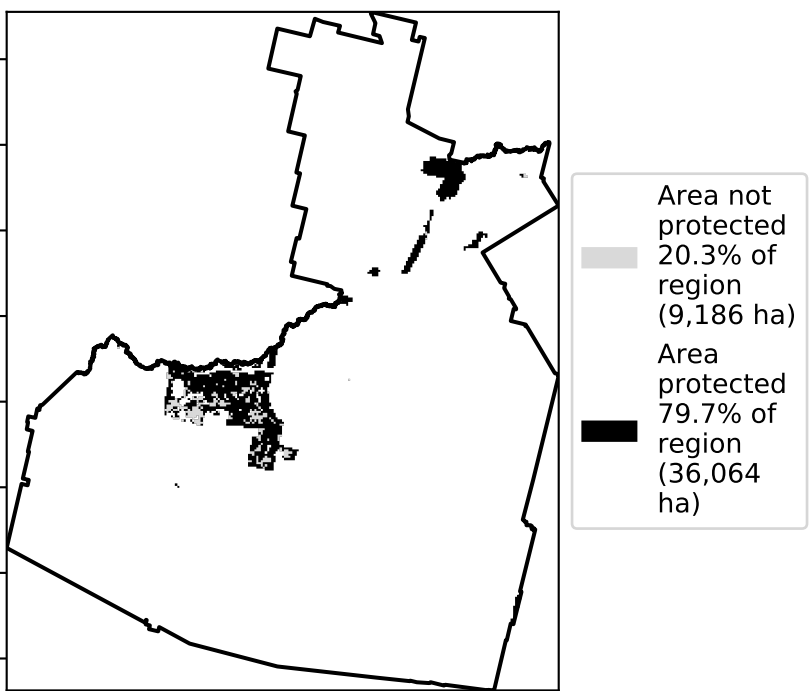 Area not
protected
20.3% of
region
(9,186 ha)
Area
protected
79.7% of
region
(36,064
ha)